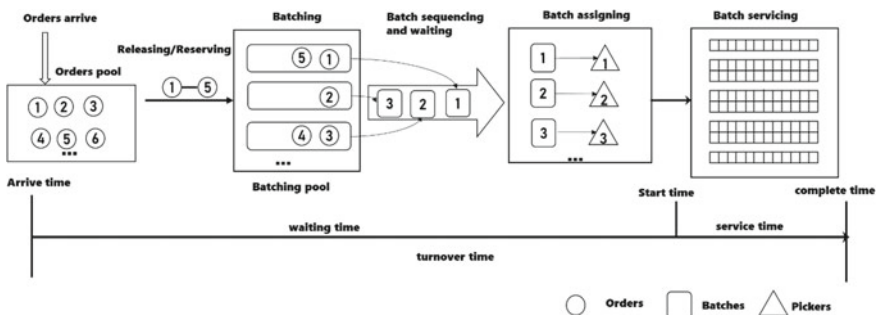 Orders arrive
Batching
Batch sequencing
and waiting
Batch assigning
Batch servicing
Releasing/Reserving
Orders pool
1 2 3
4 5 6
...
1 5
5 1
2
4 3
...
Batching pool
3 2 1
1 1
2 2
3 3
...
Arrive time
Start time
complete time
waiting time
service time
turnover time
Orders
Batches
Pickers